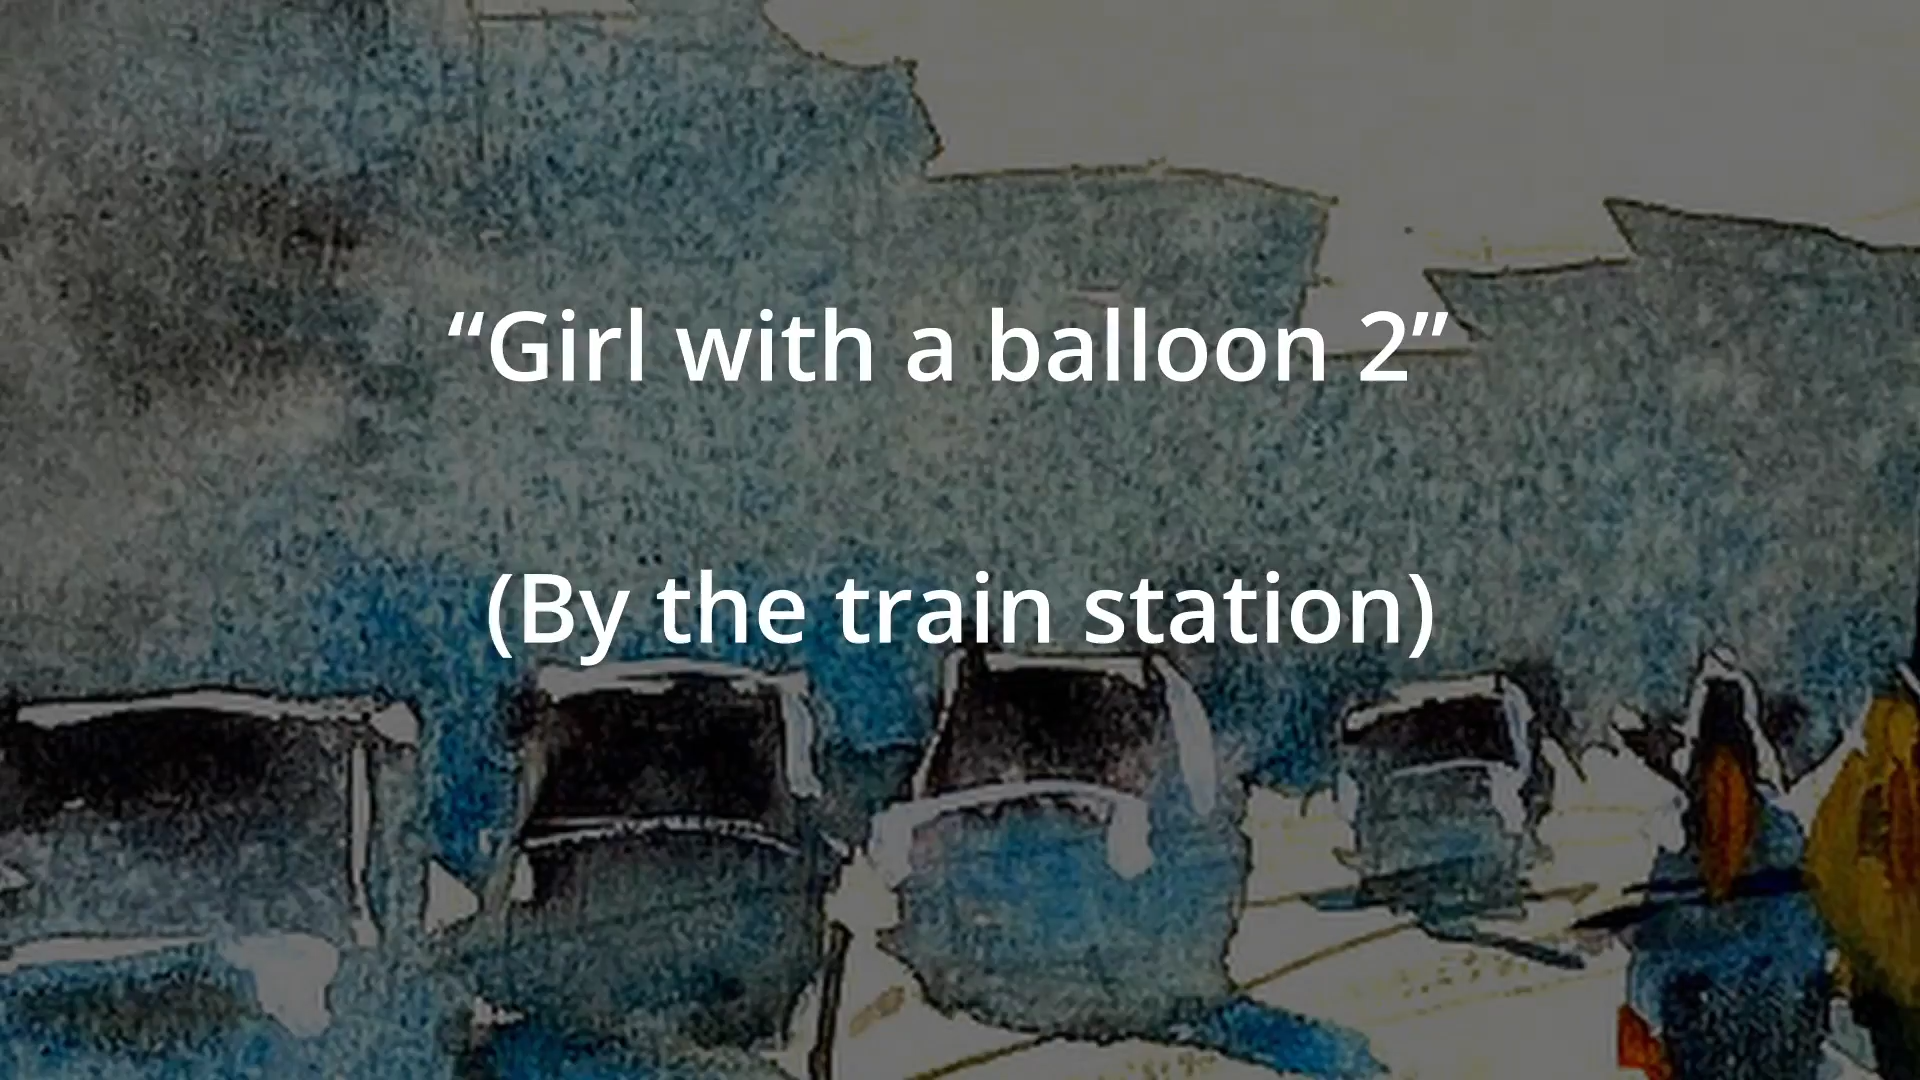 “Girl with a balloon 2”
(By the train station)